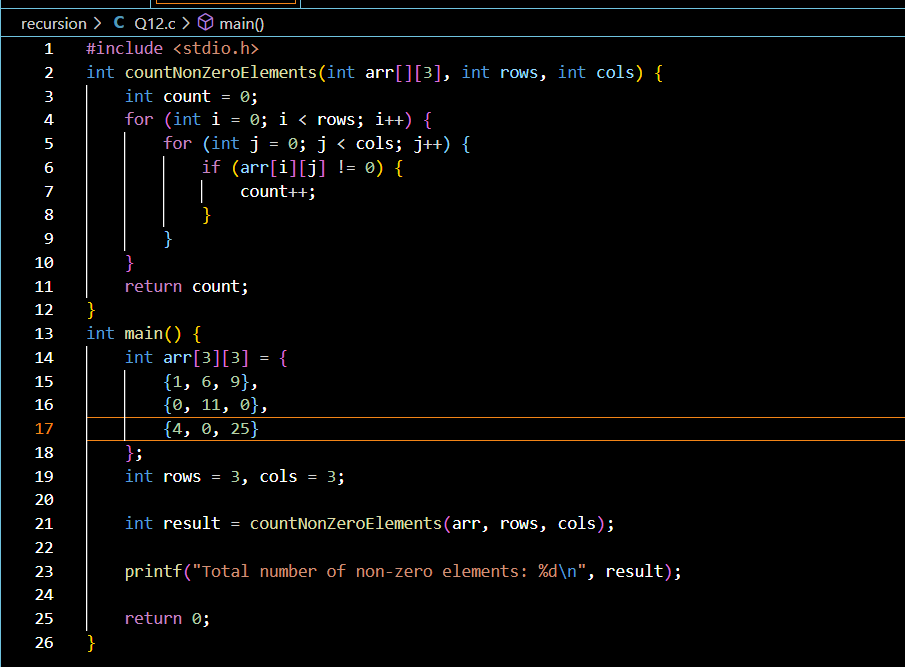 recursion > C Q12.c > main()
1 #include <stdio.h>
2 int countNonZeroElements(int arr[][3], int rows, int cols) {
3     int count = 0;
4     for (int i = 0; i < rows; i++) {
5         for (int j = 0; j < cols; j++) {
6             if (arr[i][j] != 0) {
7                 count++;
8             }
9         }
10     }
11     return count;
12 }
13 int main() {
14     int arr[3][3] = {
15         {1, 6, 9},
16         {0, 11, 0},
17         {4, 0, 25}
18     };
19     int rows = 3, cols = 3;
20
21     int result = countNonZeroElements(arr, rows, cols);
22
23     printf("Total number of non-zero elements: %d\n", result);
24
25     return 0;
26 }